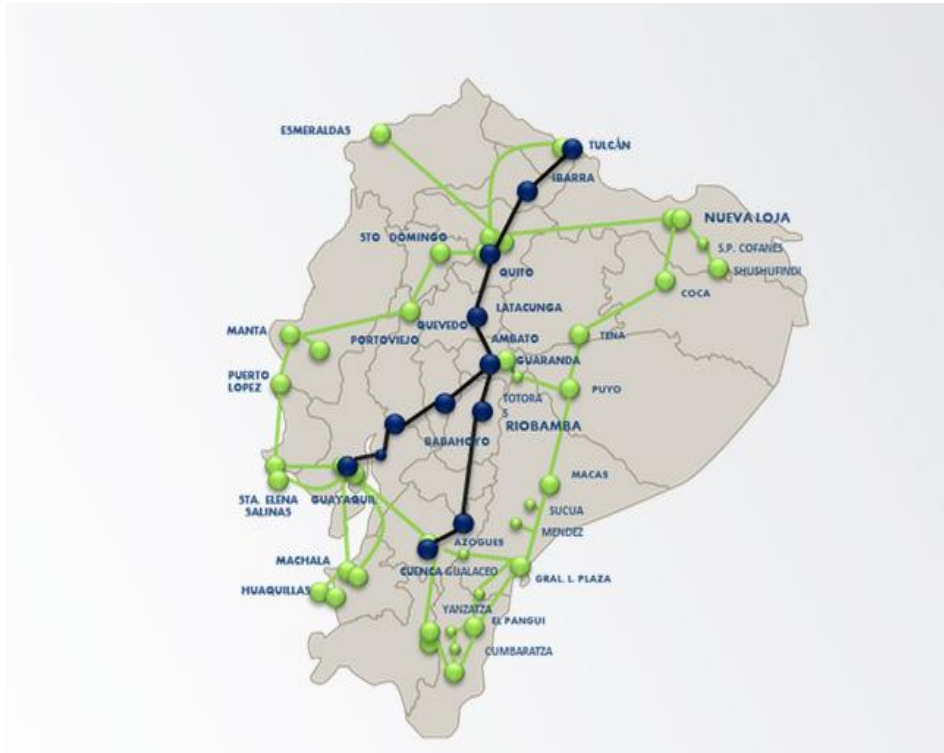 ESMERALDAS
TULCÁN
IBARRA
NUEVA LOJA
STO DOMINGO
S.P. COFANES
QUITO
SHUSHUFINDI
COCA
LATACUNGA
QUEVEDO
MANTA
PORTOVIEJO
AMBATO
TENA
GUARANDA
PUERTO
LOPEZ
PUYO
TOTORA
S
RIOBAMBA
BABAHOYO
MACAS
STA. ELENA
SALINAS
GUAYAQUIL
SUCUA
MENDEZ
AZOGUES
MACHALA
CUENCA
GUALACEO
GRAL L. PLAZA
HUAQUILLAS
YANZATZA
EL PANGUI
CUMBARATZA